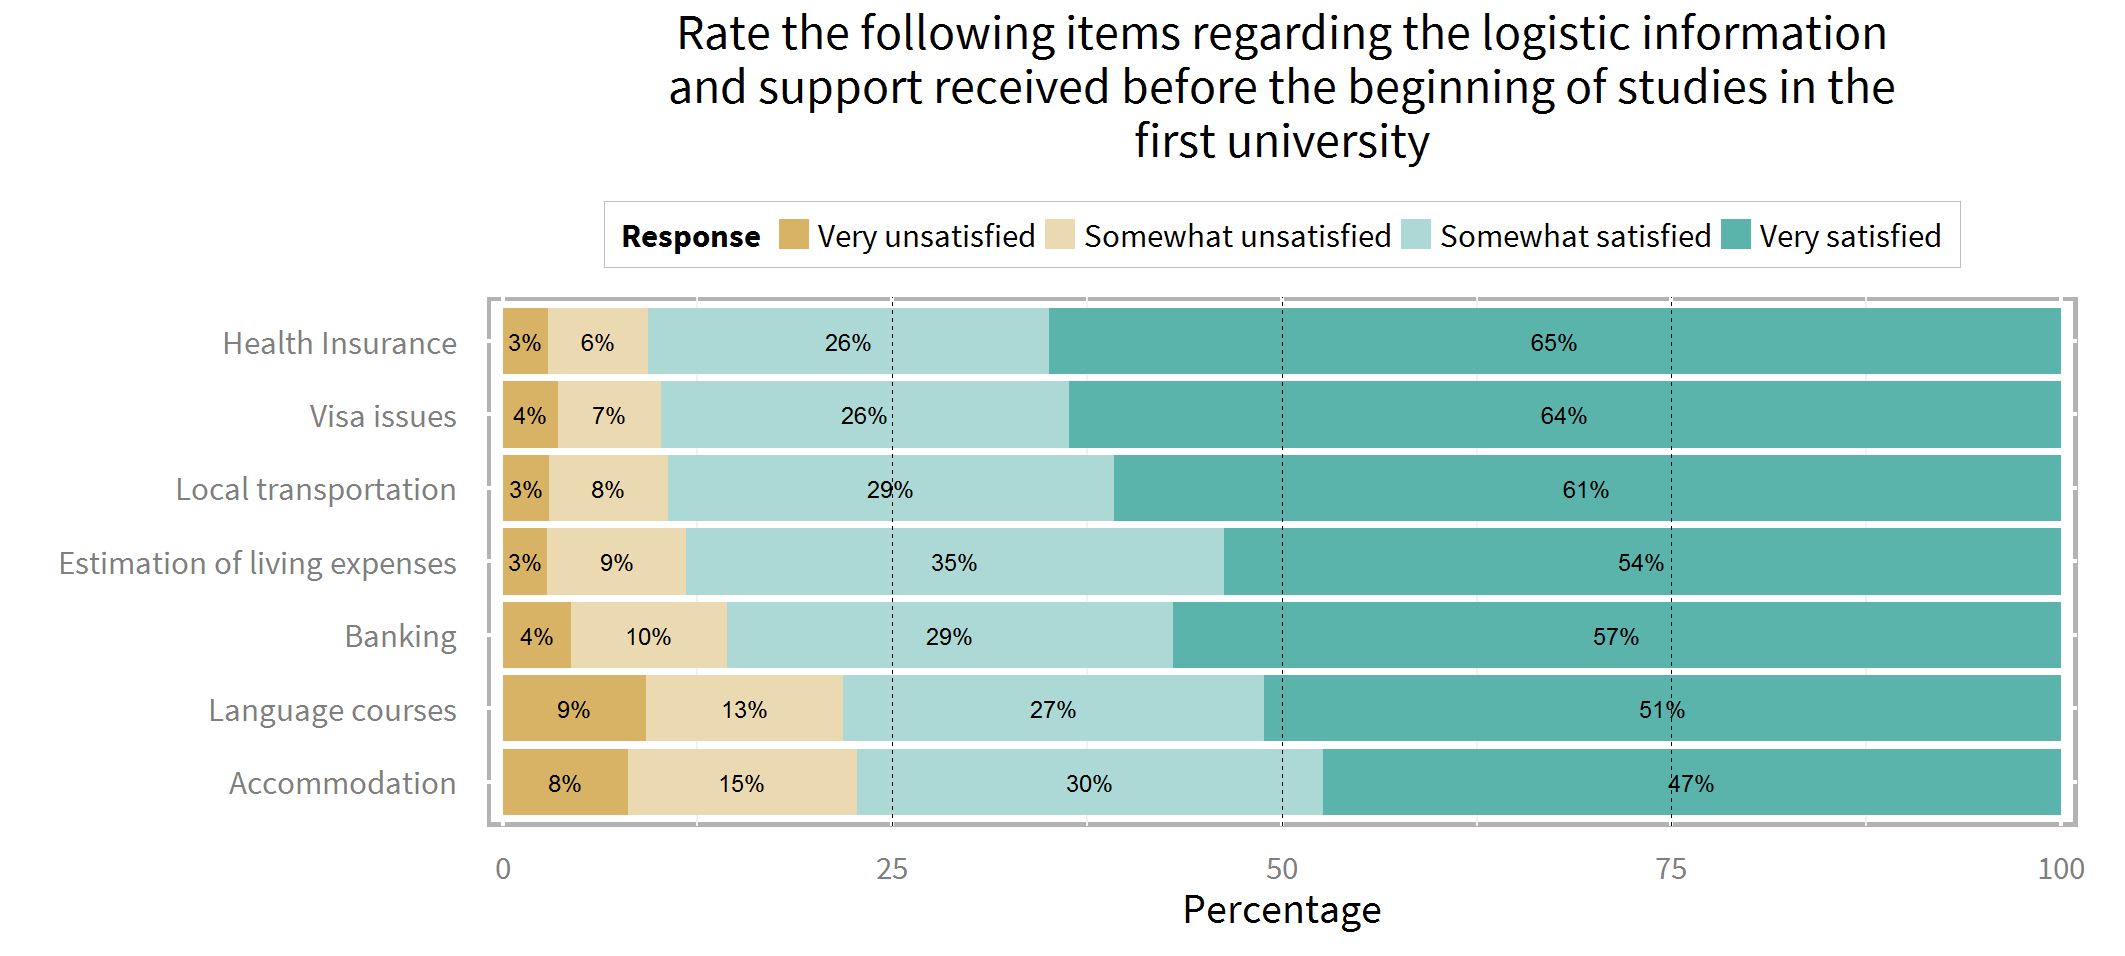 Rate the following items regarding the logistic information
and support received before the beginning of studies in the
first university
Response Very unsatisfied Somewhat unsatisfied Somewhat satisfied Very satisfied
Health Insurance 3% 6% 26% 65%
Visa issues 4% 7% 26% 64%
Local transportation 3% 8% 29% 61%
Estimation of living expenses 3% 9% 35% 54%
Banking 4% 10% 29% 57%
Language courses 9% 13% 27% 51%
Accommodation 8% 15% 30% 47%
0 25 50 75 100
Percentage